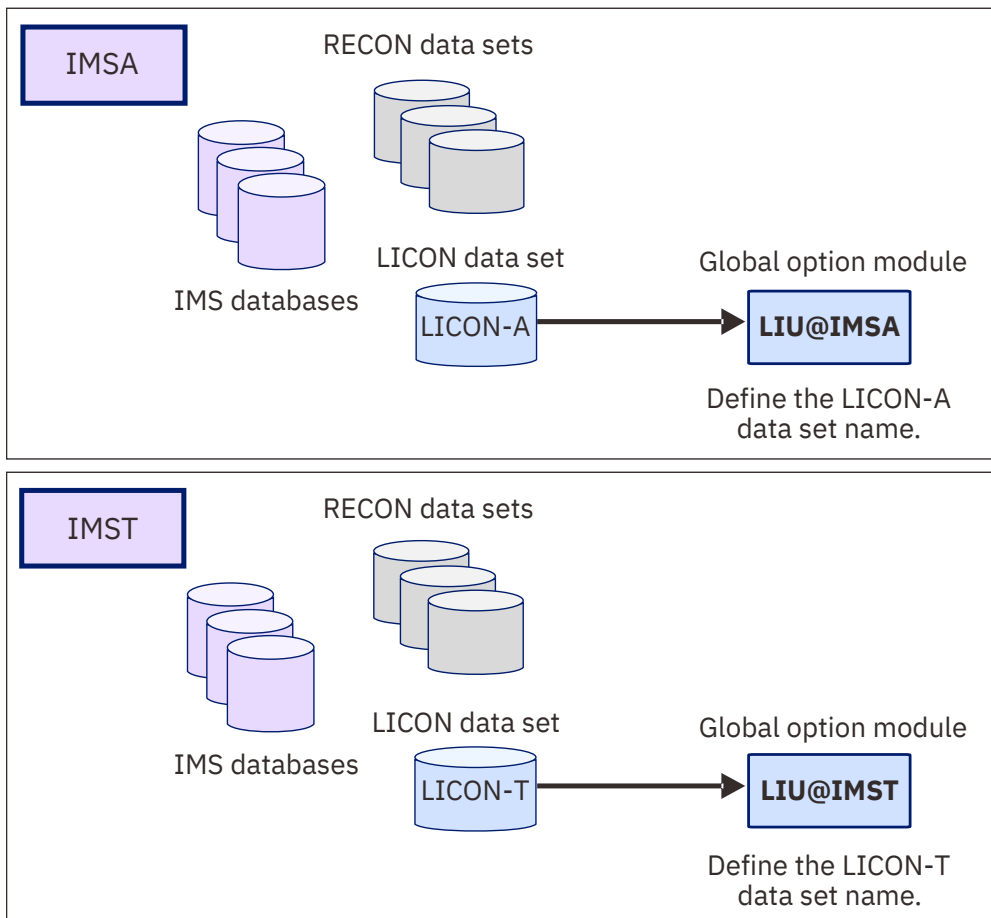 IMSA
RECON data sets
IMS databases
LICON data set
LICON-A
Global option module
LIU@IMSA
Define the LICON-A
data set name.
IMST
RECON data sets
IMS databases
LICON data set
LICON-T
Global option module
LIU@IMST
Define the LICON-T
data set name.